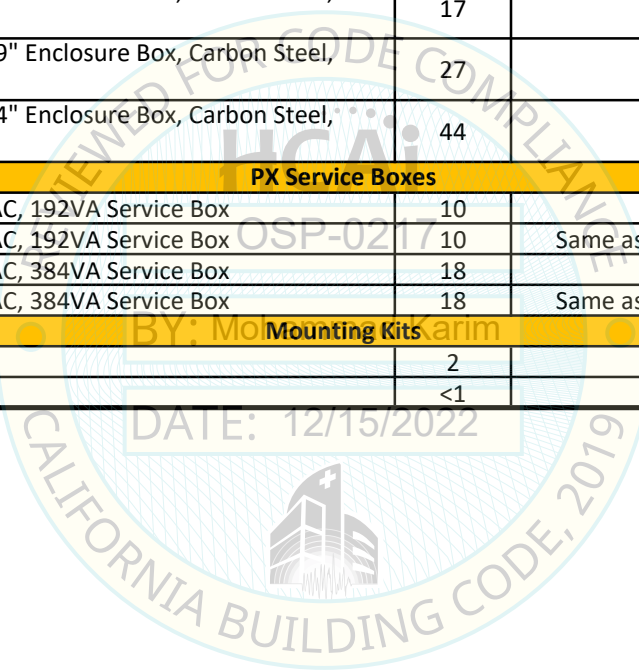 17
9" Enclosure Box, Carbon Steel,
27
4" Enclosure Box, Carbon Steel,
44
PX Service Boxes
AC, 192VA Service Box 10
AC, 192VA Service Box 10 Same as
AC, 384VA Service Box 18
AC, 384VA Service Box 18 Same as
Mounting Kits
2
<1
REVIEWED FOR CODE COMPLIANCE
HCAi
OSP-0217
BY: Mohammad Karim
DATE: 12/15/2022
CALIFORNIA BUILDING CODE, 2019